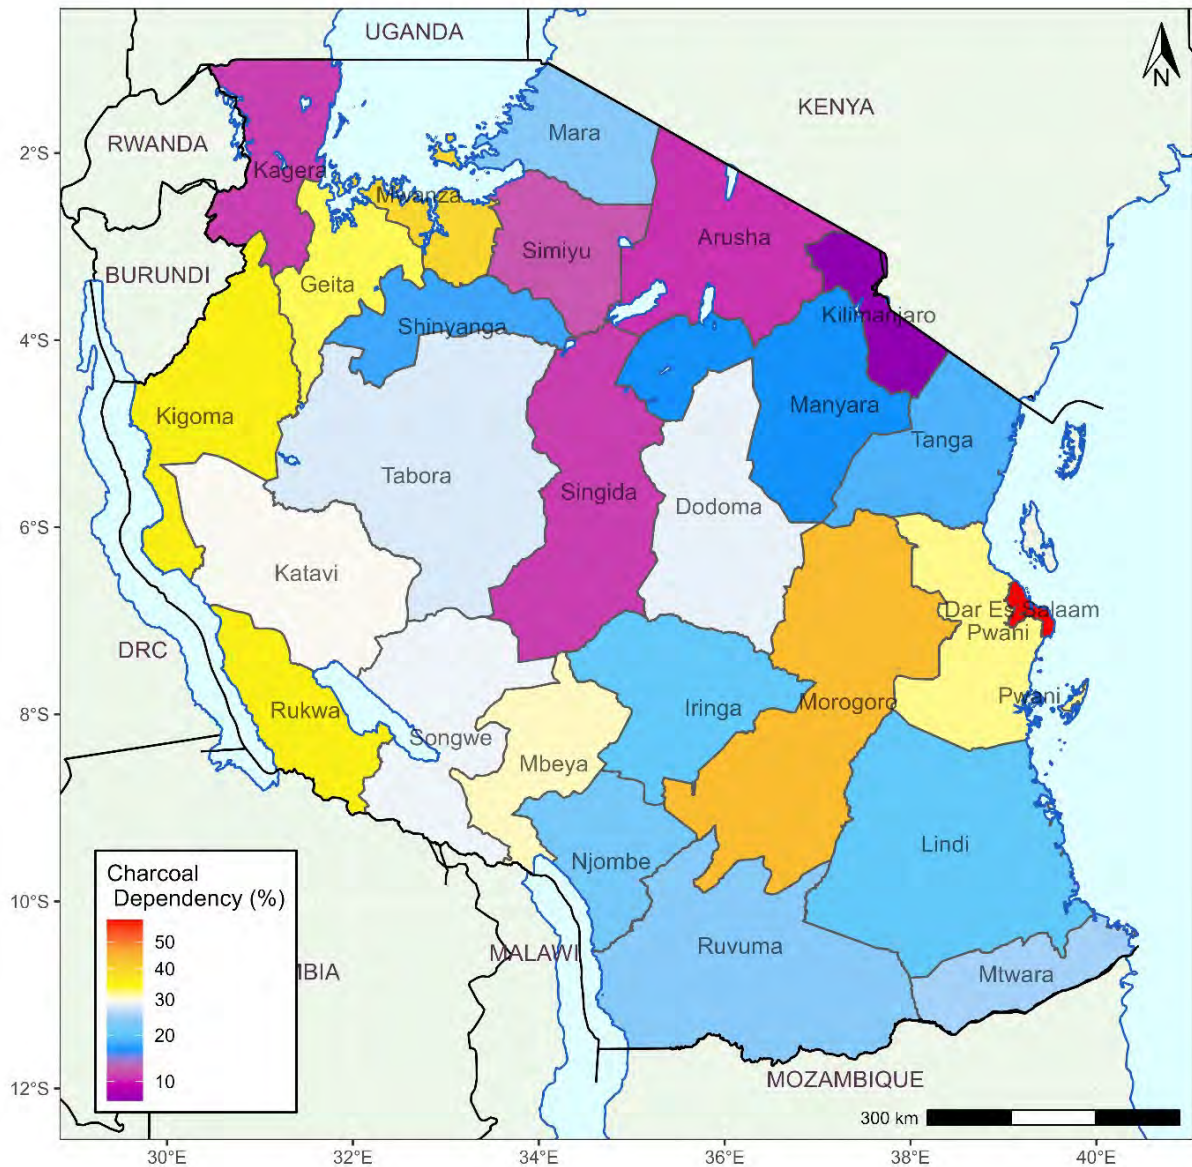 UGANDA
N
KENYA
Mara
2°S
RWANDA
Kagera
Mwanza
Arusha
Simiyu
BURUNDI
Geita
Kilimanjaro
Shinyanga
4°S
Manyara
Kigoma
Tanga
Tabora
Singida
Dodoma
6°S
Katavi
Dar Es Salaam
Pwani
DRC
Pwani
Rukwa
Iringa
Morogoro
8°S
Songwe
Mbeya
Lindi
Njombe
Charcoal
Dependency (%)
10°S
50
40
30
20
10
MALAWI
Ruvuma
MBIA
Mtwara
MOZAMBIQUE
12°S
300 km
30°E
32°E
34°E
36°E
38°E
40°E